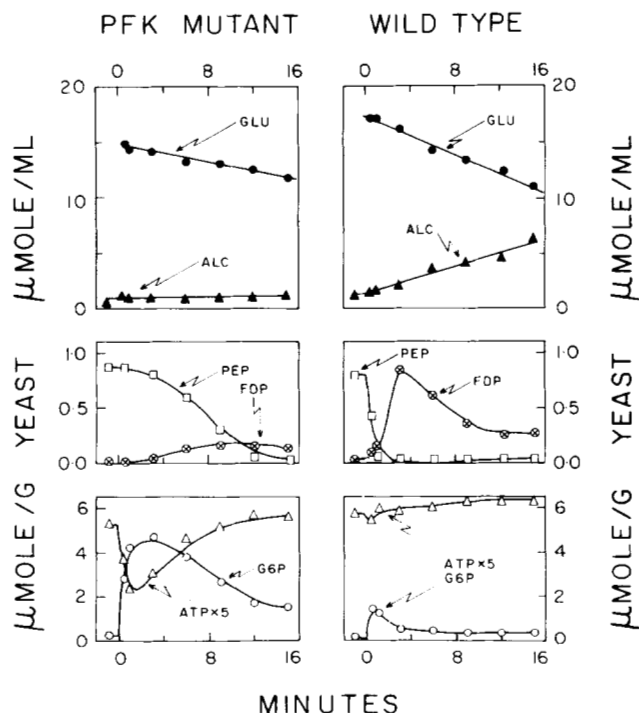 PFK MUTANT WILD TYPE
0 8 16 0 8 16
20 20
GLU GLU
10 10
ALC ALC
0 0
µMOLE/ML µMOLE/ML
1.0 1.0
PEP FDP PEP FDP
0.5 0.5
0.0 0.0
YEAST YEAST
6 6
4 4
G6P ATP×5
2 ATP×5 G6P 2
0 0
µMOLE/G µMOLE/G
0 8 16 0 8 16
MINUTES